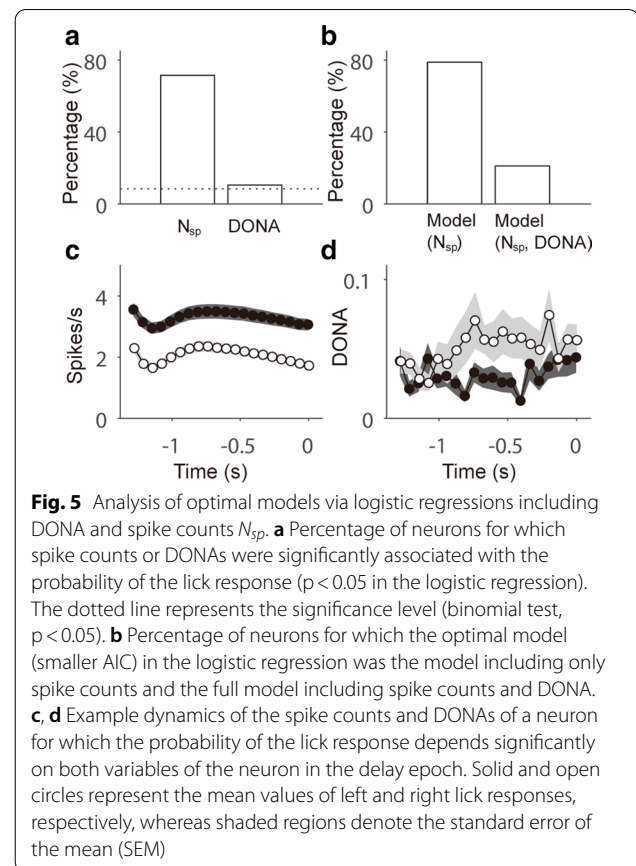 a
b
80
40
0
Percentage (%)
Nsp DONA
80
40
0
Percentage (%)
Model (Nsp)
Model (Nsp, DONA)
c
d
4
2
0
Spikes/s
-1 -0.5 0
Time (s)
0.1
0
DONA
-1 -0.5 0
Time (s)
Fig. 5 Analysis of optimal models via logistic regressions including
DONA and spike counts Nsp. a Percentage of neurons for which
spike counts or DONAs were significantly associated with the
probability of the lick response (p < 0.05 in the logistic regression).
The dotted line represents the significance level (binomial test,
p < 0.05). b Percentage of neurons for which the optimal model
(smaller AIC) in the logistic regression was the model including only
spike counts and the full model including spike counts and DONA.
c, d Example dynamics of the spike counts and DONAs of a neuron
for which the probability of the lick response depends significantly
on both variables of the neuron in the delay epoch. Solid and open
circles represent the mean values of left and right lick responses,
respectively, whereas shaded regions denote the standard error of
the mean (SEM)